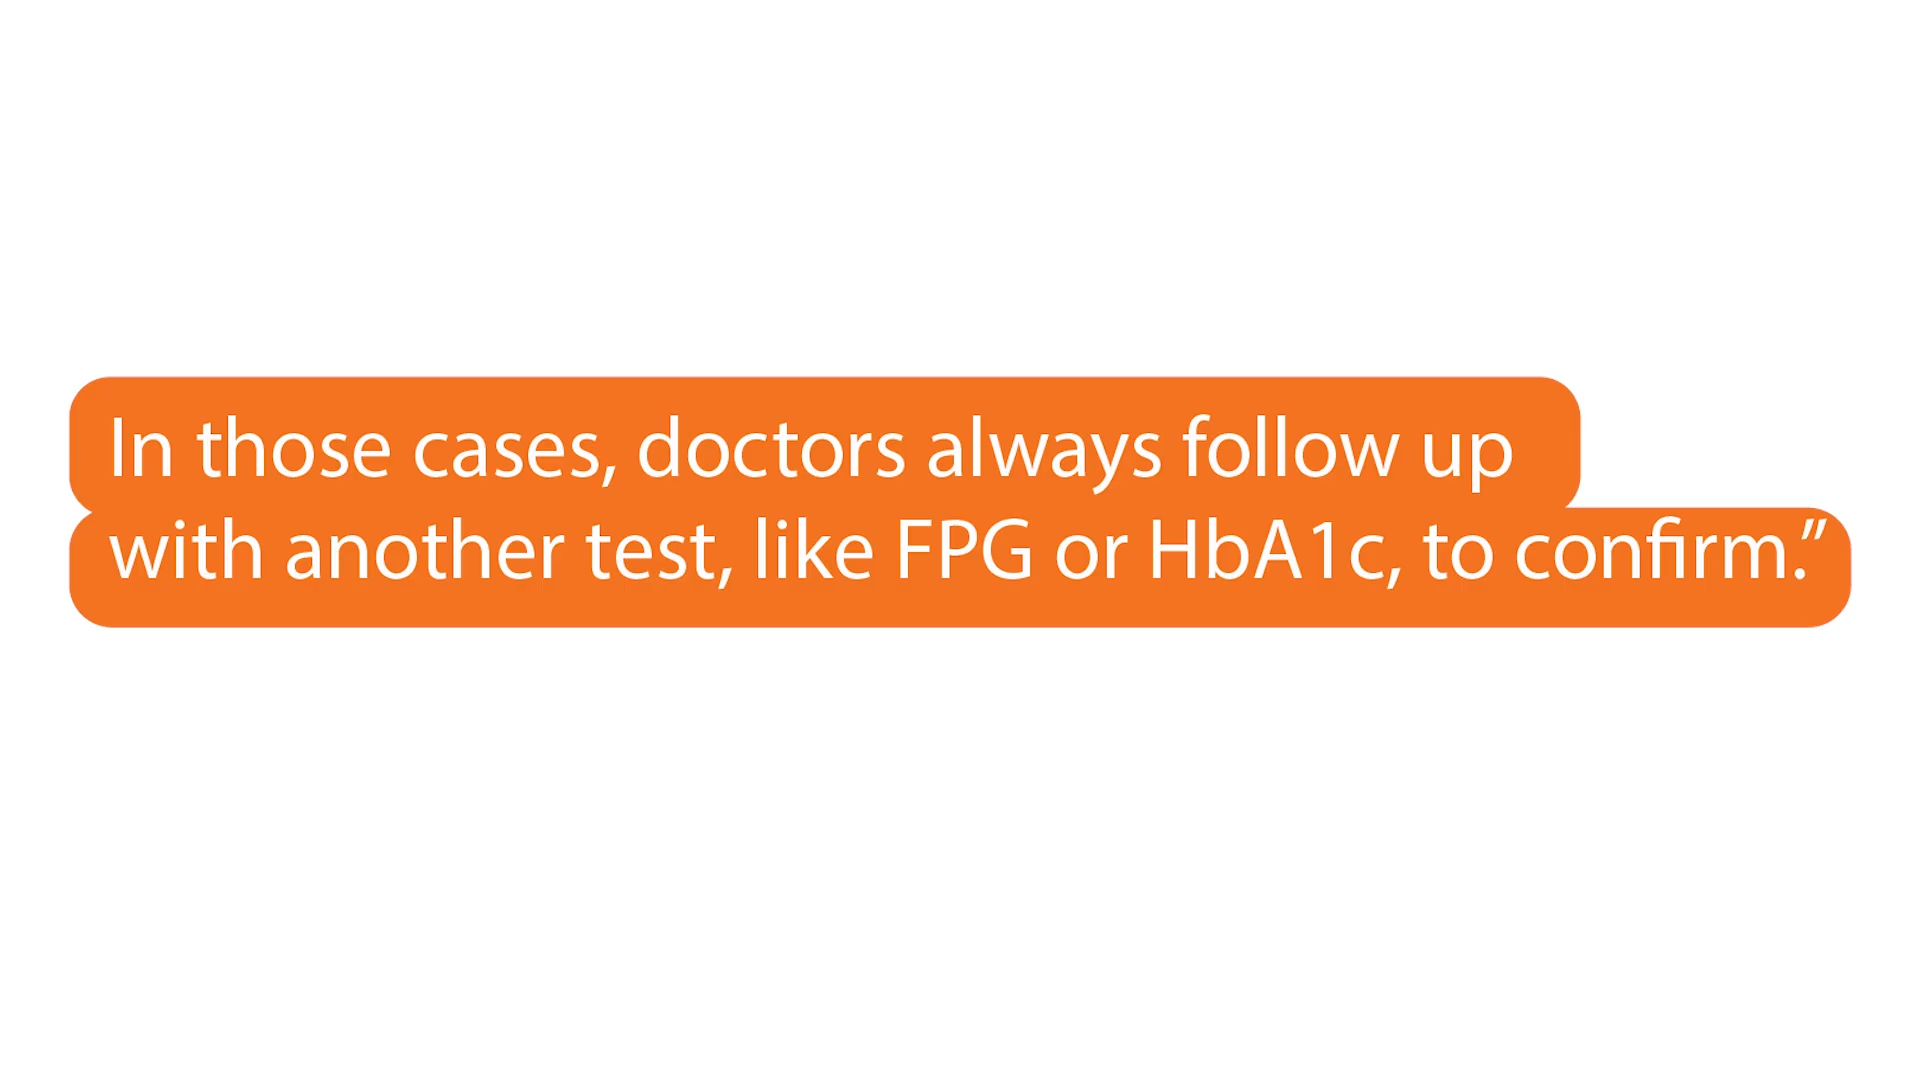 In those cases, doctors always follow up
with another test, like FPG or HbA1c, to confirm.”